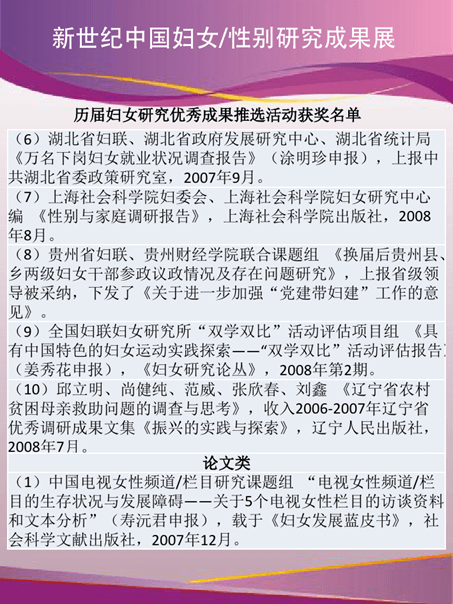 新世纪中国妇女/性别研究成果展
历届妇女研究优秀成果推选活动获奖名单
（6）湖北省妇联、湖北省政府发展研究中心、湖北省统计局
《万名下岗妇女就业状况调查报告》（涂明珍申报），上报中
共湖北省委政策研究室，2007年9月。
（7）上海社会科学院妇委会、上海社会科学院妇女研究中心
编 《性别与家庭调研报告》，上海社会科学院出版社，2008
年8月。
（8）贵州省妇联、贵州财经学院联合课题组 《换届后贵州县、
乡两级妇女干部参政议政情况及存在问题研究》，上报省级领
导被采纳，下发了《关于进一步加强“党建带妇建”工作的意
见》。
（9）全国妇联妇女研究所“双学双比”活动评估项目组 《具
有中国特色的妇女运动实践探索——“双学双比”活动评估报告》
（姜秀花申报），《妇女研究论丛》，2008年第2期。
（10）邱立明、尚健纯、范威、张欣春、刘鑫 《辽宁省农村
贫困母亲救助问题的调查与思考》，收入2006-2007年辽宁省
优秀调研成果文集《振兴的实践与探索》，辽宁人民出版社，
2008年7月。
论文类
（1）中国电视女性频道/栏目研究课题组 “电视女性频道/栏
目的生存状况与发展障碍——关于5个电视女性栏目的访谈资料
和文本分析”（寿沅君申报），载于《妇女发展蓝皮书》，社
会科学文献出版社，2007年12月。